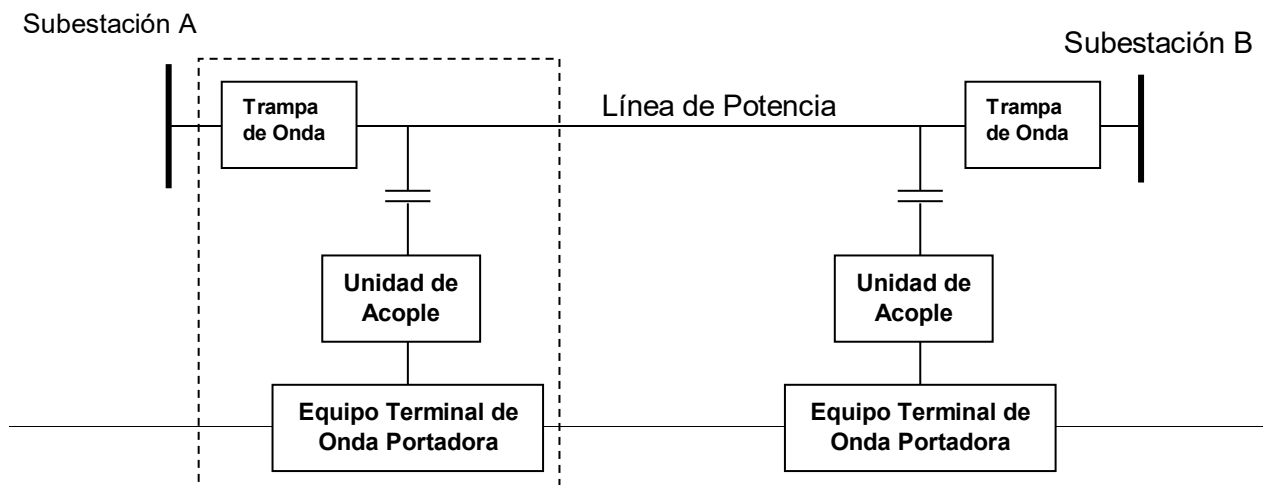 Subestación A
Subestación B
Trampa
de Onda
Línea de Potencia
Trampa
de Onda
Unidad de
Acople
Unidad de
Acople
Equipo Terminal de
Onda Portadora
Equipo Terminal de
Onda Portadora